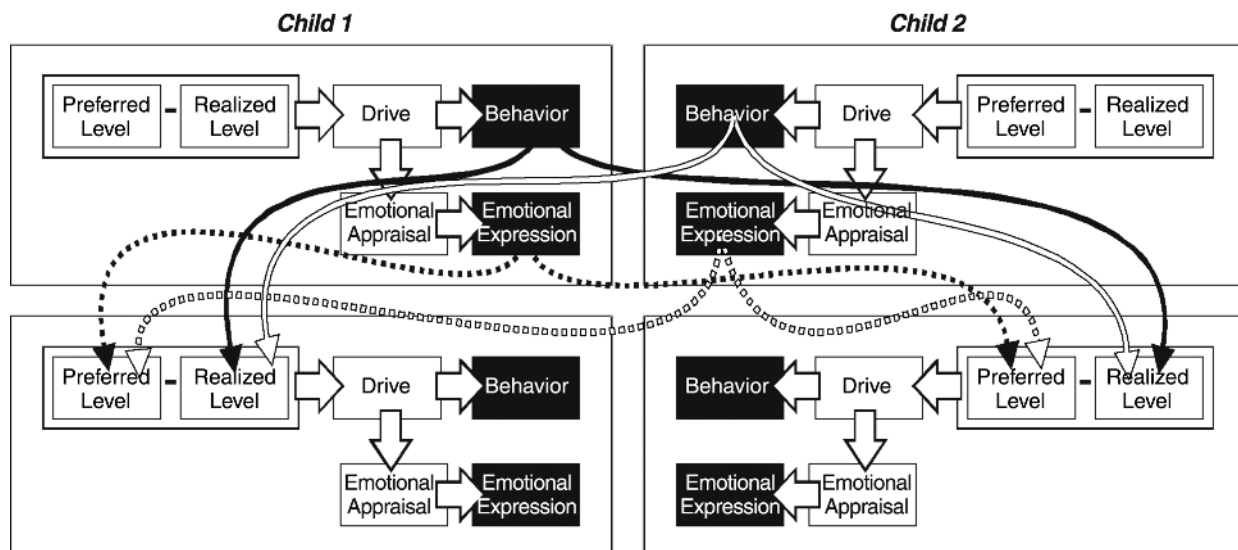 Child 1
Child 2
Preferred Level - Realized Level
Drive
Behavior
Behavior
Drive
Preferred Level - Realized Level
Emotional Appraisal
Emotional Expression
Emotional Expression
Emotional Appraisal
Preferred Level - Realized Level
Drive
Behavior
Behavior
Drive
Preferred Level - Realized Level
Emotional Appraisal
Emotional Expression
Emotional Expression
Emotional Appraisal